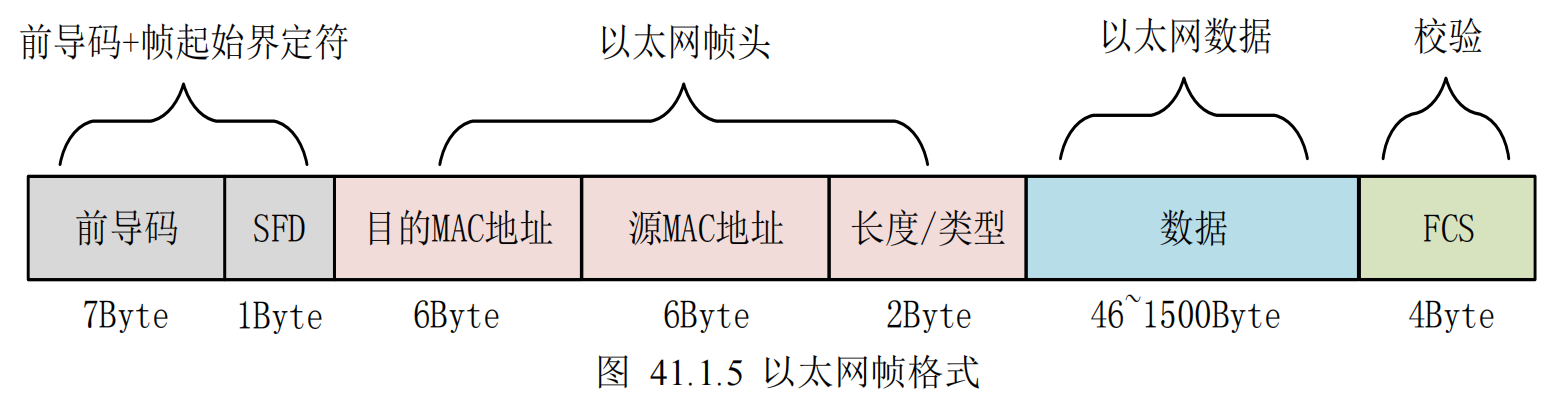 前导码+帧起始界定符 以太网帧头 以太网数据 校验
前导码 SFD 目的MAC地址 源MAC地址 长度/类型 数据 FCS
7Byte 1Byte 6Byte 6Byte 2Byte 46~1500Byte 4Byte
图 41.1.5 以太网帧格式